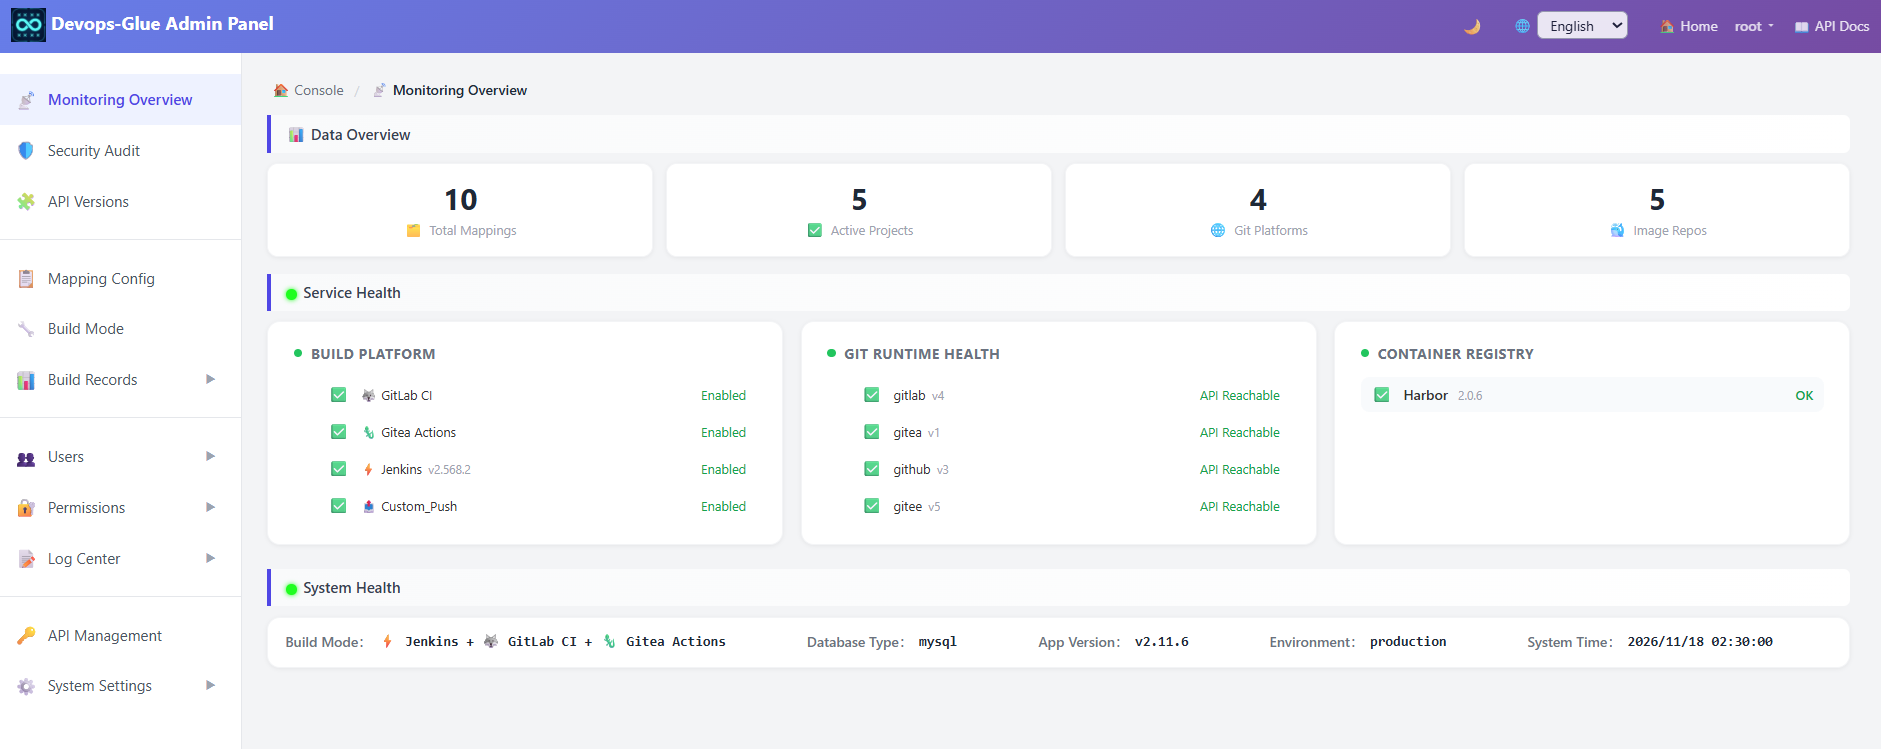 Devops-Glue Admin Panel
English
Home
root
API Docs
Monitoring Overview
Security Audit
API Versions
Mapping Config
Build Mode
Build Records
Users
Permissions
Log Center
API Management
System Settings
Console / Monitoring Overview
Data Overview
10
Total Mappings
5
Active Projects
4
Git Platforms
5
Image Repos
Service Health
BUILD PLATFORM
GitLab CI Enabled
Gitea Actions Enabled
Jenkins v2.568.2 Enabled
Custom_Push Enabled
GIT RUNTIME HEALTH
gitlab v4 API Reachable
gitea v1 API Reachable
github v3 API Reachable
gitee v5 API Reachable
CONTAINER REGISTRY
Harbor 2.0.6 OK
System Health
Build Mode: Jenkins + GitLab CI + Gitea Actions
Database Type: mysql
App Version: v2.11.6
Environment: production
System Time: 2026/11/18 02:30:00